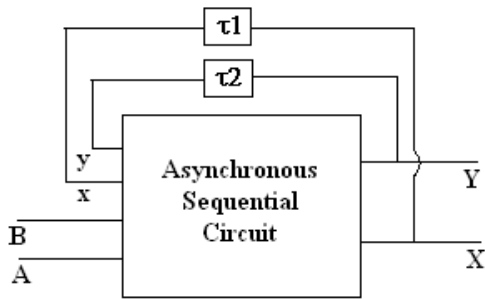 τ1
τ2
y
x
Asynchronous
Sequential
Circuit
Y
B
A
X